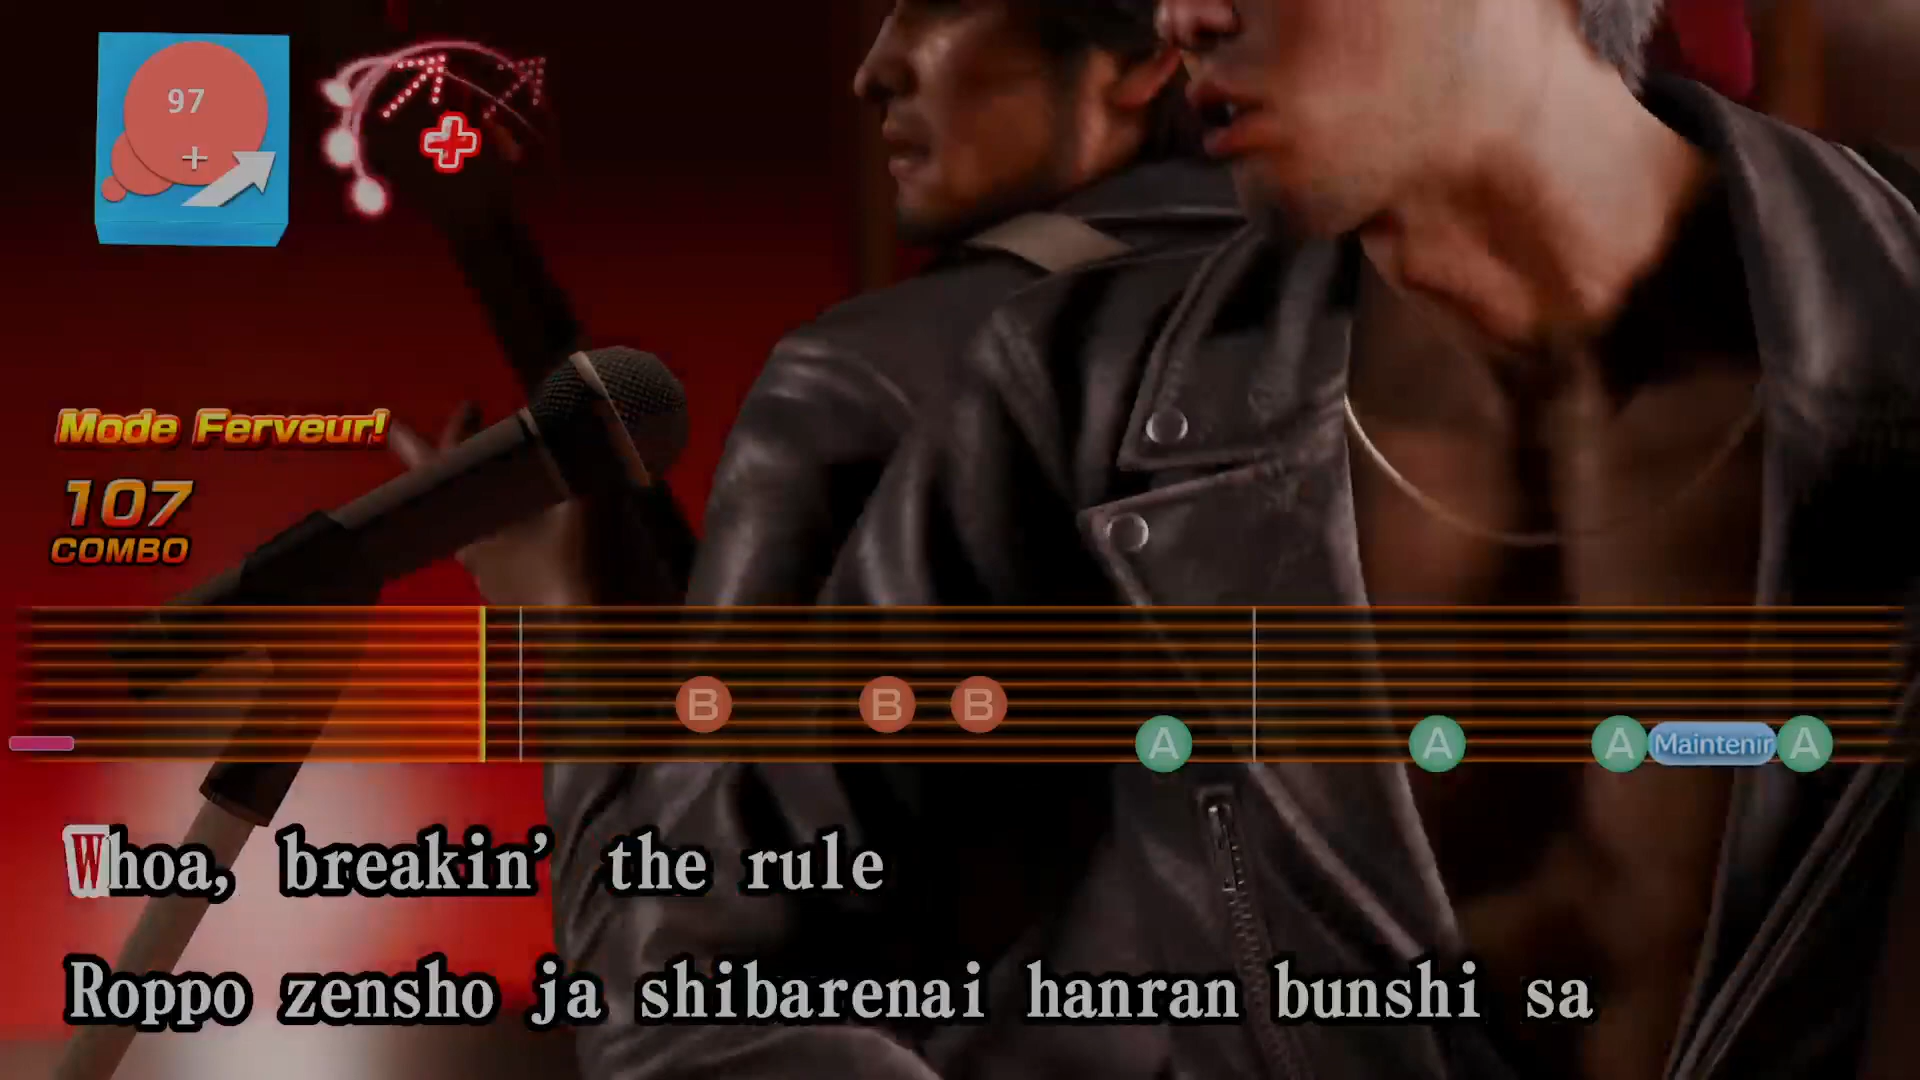 97
+
Mode Ferveur!
107
COMBO
B B B A A A Maintenir A
Whoa, breakin' the rule
Roppo zensho ja shibarenai hanran bunshi sa